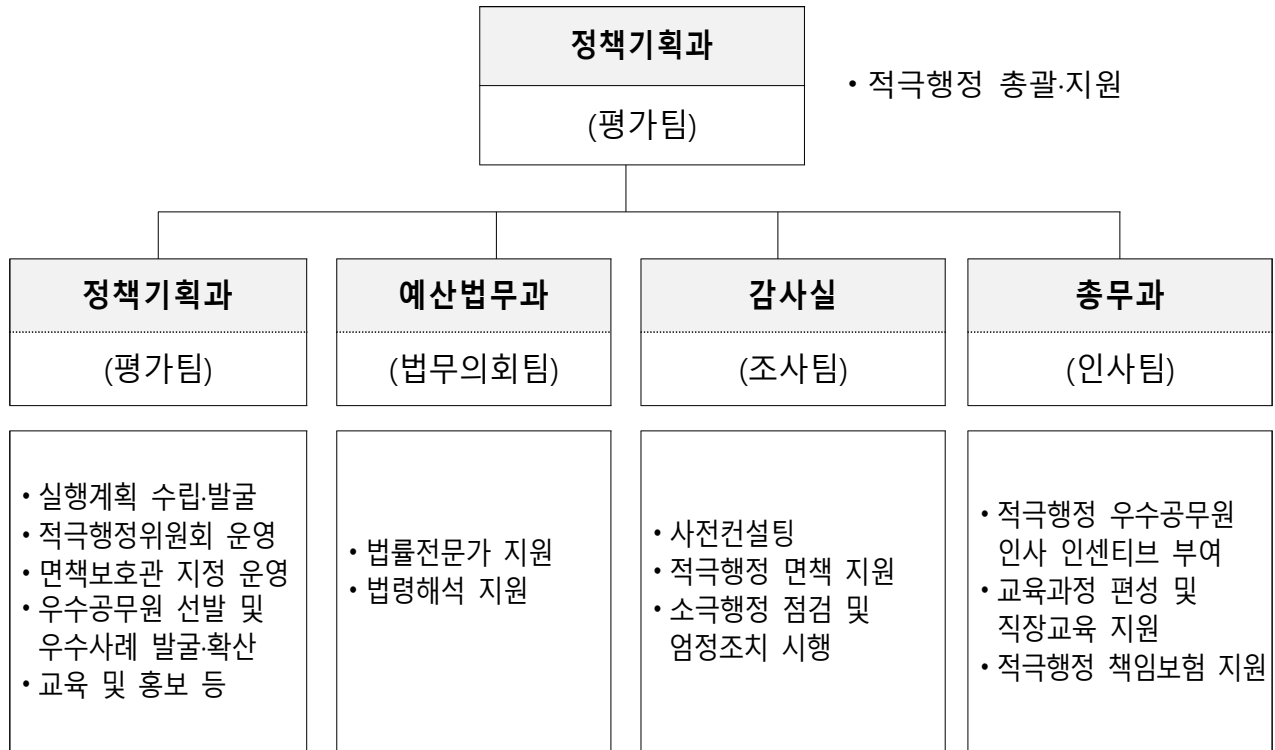 정책기획과
(평가팀)
• 적극행정 총괄·지원
정책기획과
(평가팀)
• 실행계획 수립·발굴
• 적극행정위원회 운영
• 면책보호관 지정 운영
• 우수공무원 선발 및
우수사례 발굴·확산
• 교육 및 홍보 등
예산법무과
(법무의회팀)
• 법률전문가 지원
• 법령해석 지원
감사실
(조사팀)
• 사전컨설팅
• 적극행정 면책 지원
• 소극행정 점검 및
엄정조치 시행
총무과
(인사팀)
• 적극행정 우수공무원
인사 인센티브 부여
• 교육과정 편성 및
직장교육 지원
• 적극행정 책임보험 지원